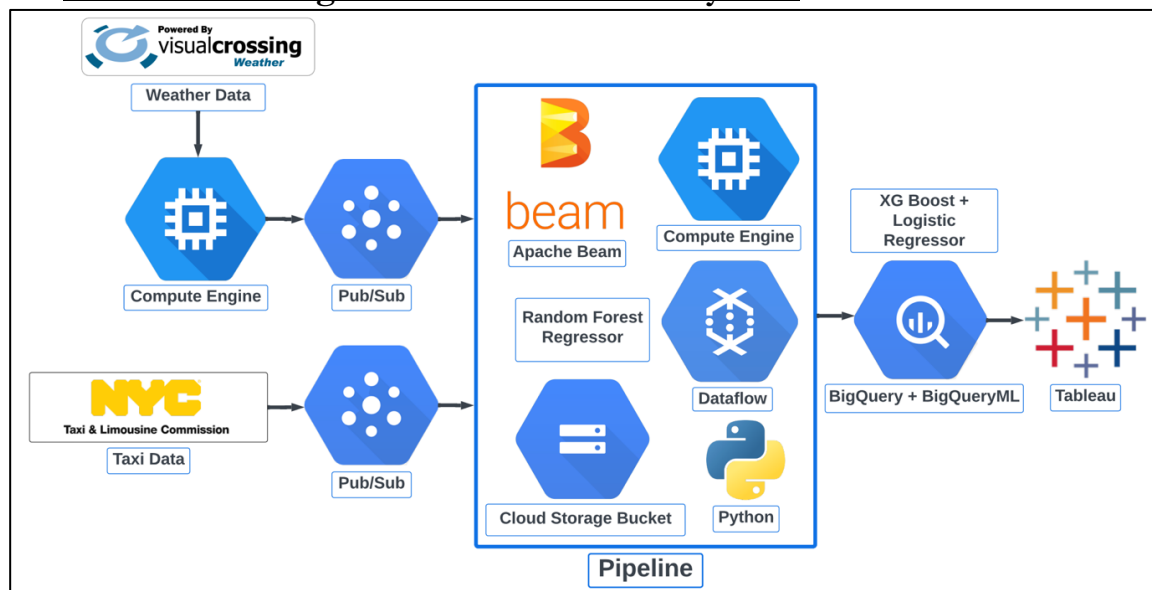 Powered By
visualcrossing
Weather
Weather Data
Compute Engine
Pub/Sub
NYC
Taxi & Limousine Commission
Taxi Data
Pub/Sub
beam
Apache Beam
Compute Engine
Random Forest
Regressor
Dataflow
Cloud Storage Bucket
Python
Pipeline
XG Boost +
Logistic
Regressor
BigQuery + BigQueryML
Tableau